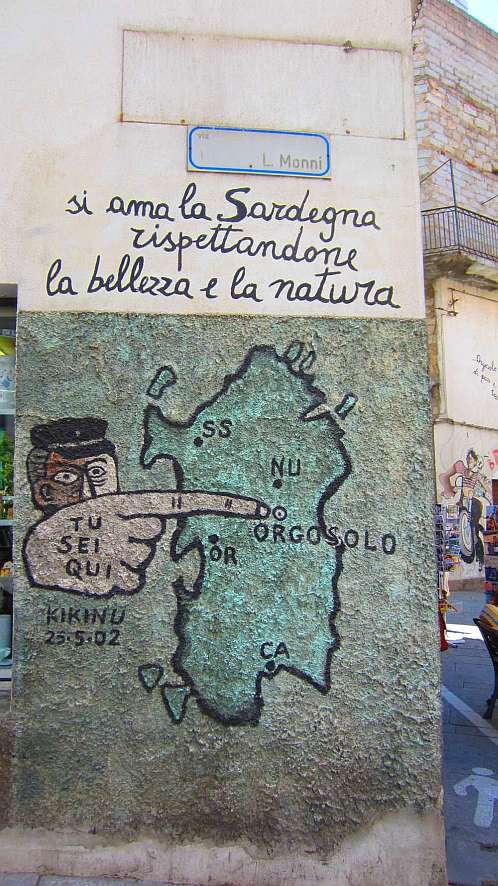 via
L. Monni
si ama la Sardegna
rispettandone
la bellezza e la natura
SS
NU
ORGOSOLO
OR
CA
TU
SEI
QUI
KIKINU
25.5.02